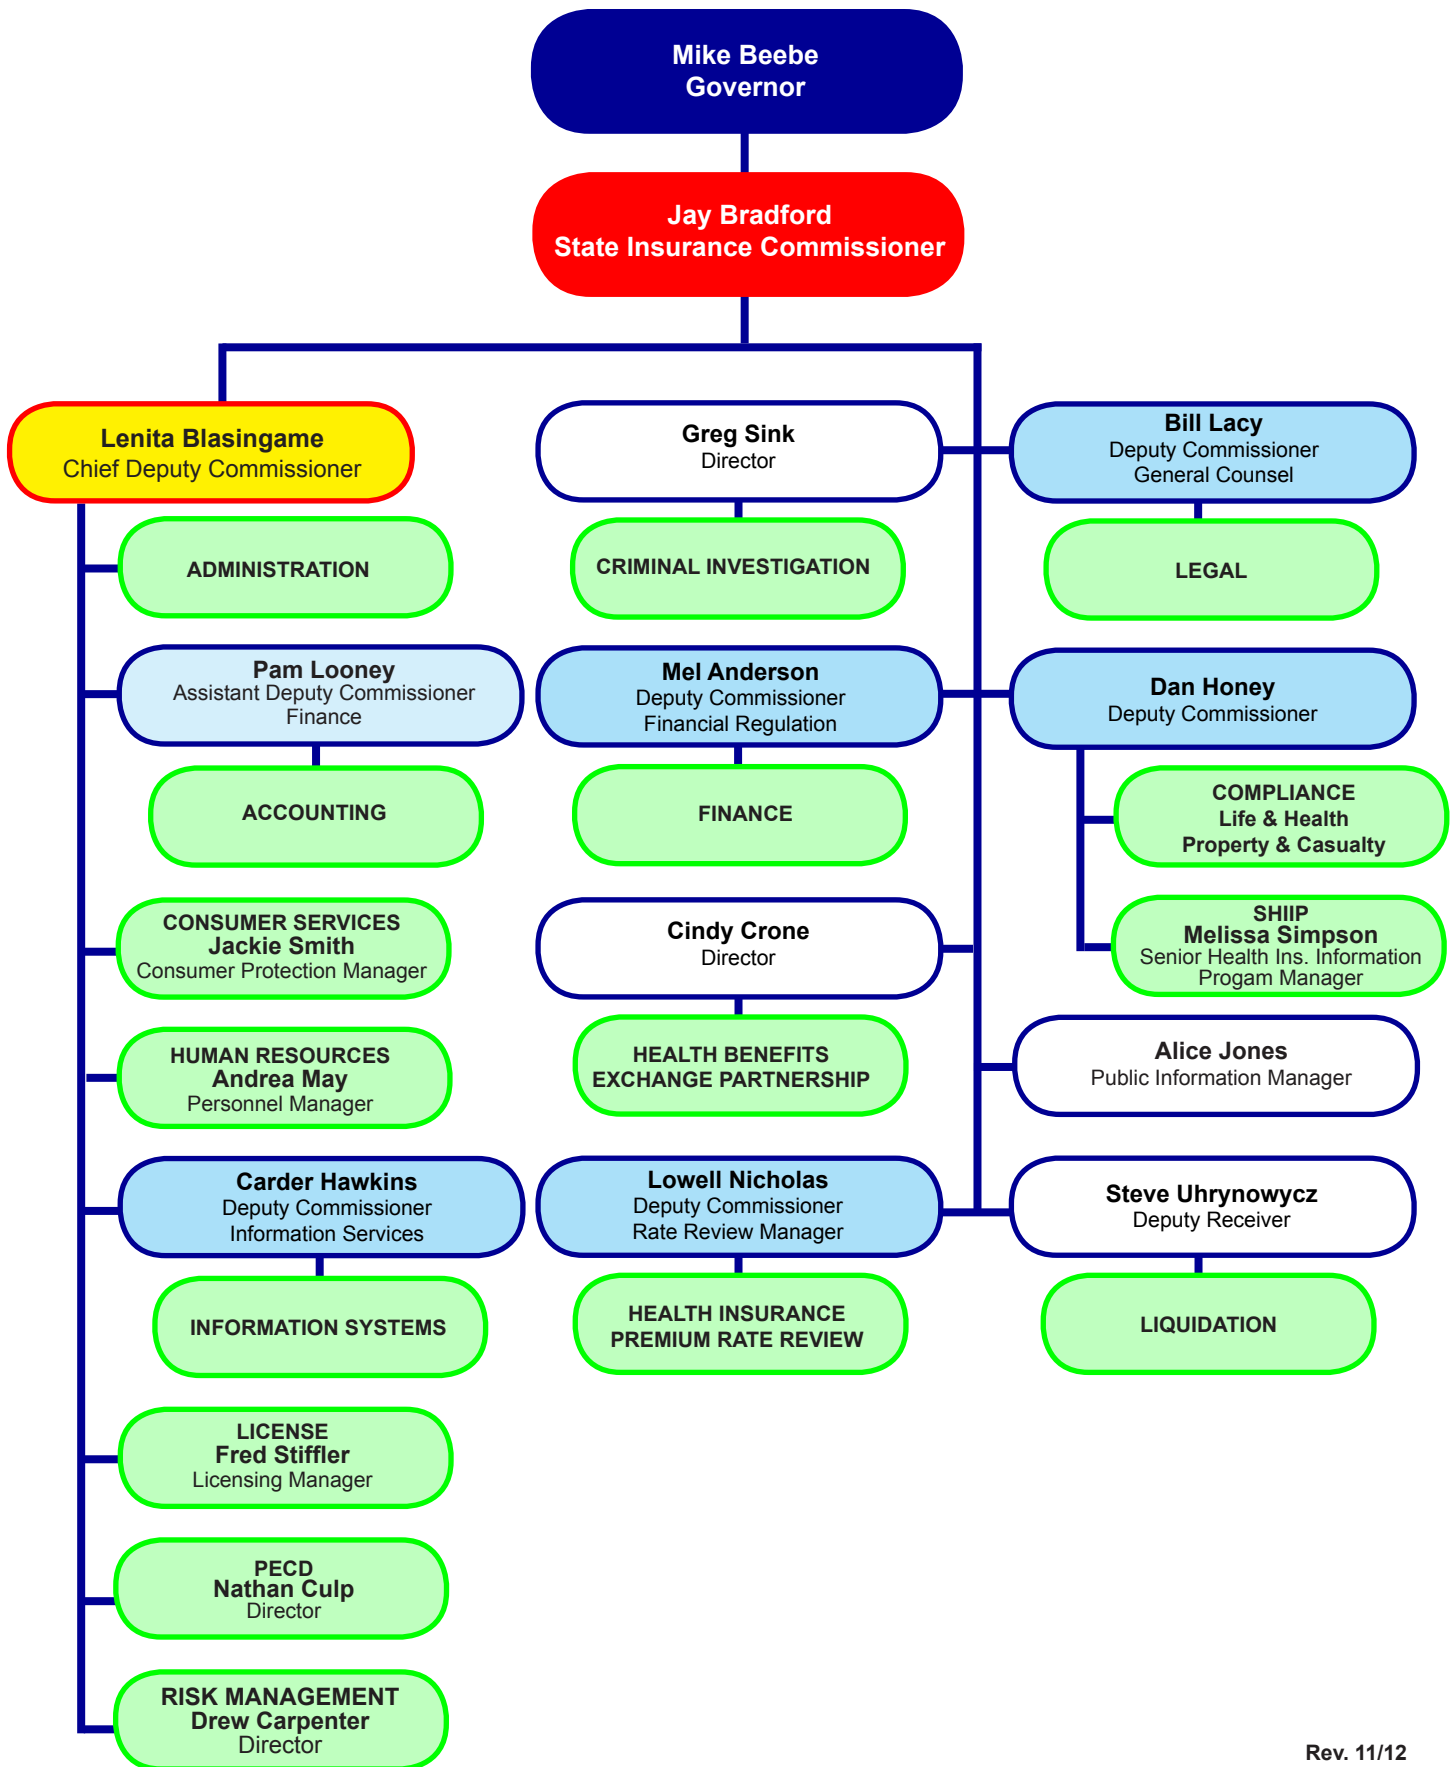 Mike Beebe
Governor
Jay Bradford
State Insurance Commissioner
Lenita Blasingame
Chief Deputy Commissioner
ADMINISTRATION
Pam Looney
Assistant Deputy Commissioner
Finance
ACCOUNTING
CONSUMER SERVICES
Jackie Smith
Consumer Protection Manager
HUMAN RESOURCES
Andrea May
Personnel Manager
Carder Hawkins
Deputy Commissioner
Information Services
INFORMATION SYSTEMS
LICENSE
Fred Stiffler
Licensing Manager
PECD
Nathan Culp
Director
RISK MANAGEMENT
Drew Carpenter
Director
Greg Sink
Director
CRIMINAL INVESTIGATION
Mel Anderson
Deputy Commissioner
Financial Regulation
FINANCE
Cindy Crone
Director
HEALTH BENEFITS
EXCHANGE PARTNERSHIP
Lowell Nicholas
Deputy Commissioner
Rate Review Manager
HEALTH INSURANCE
PREMIUM RATE REVIEW
Bill Lacy
Deputy Commissioner
General Counsel
LEGAL
Dan Honey
Deputy Commissioner
COMPLIANCE
Life & Health
Property & Casualty
SHIIP
Melissa Simpson
Senior Health Ins. Information
Progam Manager
Alice Jones
Public Information Manager
Steve Uhrynowycz
Deputy Receiver
LIQUIDATION
Rev. 11/12